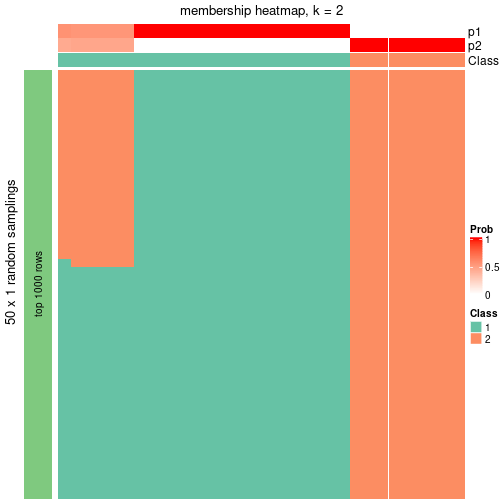 membership heatmap, k = 2
p1
p2
Class
50 x 1 random samplings
top 1000 rows
Prob
1
0.5
0
Class
1
2